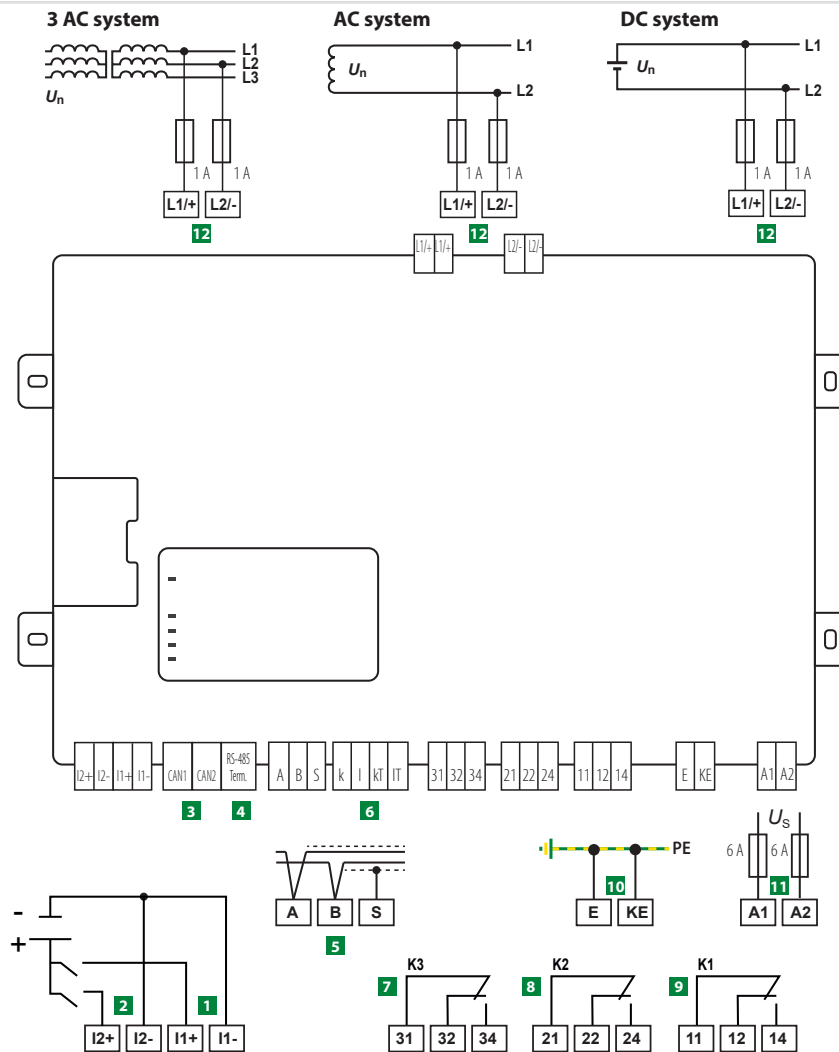 3 AC system
AC system
DC system
L1
L2
L3
Un
L1
Un
L2
L1
Un
L2
1 A 1 A
1 A 1 A
1 A 1 A
L1/+ L2/-
L1/+ L2/-
L1/+ L2/-
12
12
12
L1/+ L1/+ L2/- L2/-
I2+ I2- I1+ I1- CAN1 CAN2 RS-485 Term. A B S k l kT lT 31 32 34 21 22 24 11 12 14 E KE A1 A2
3 4 6
US
PE
6 A 6 A
10
11
A B S
E KE
A1 A2
5
-
+
K3
K2
K1
7
8
9
2
1
I2+ I2- I1+ I1-
31 32 34
21 22 24
11 12 14